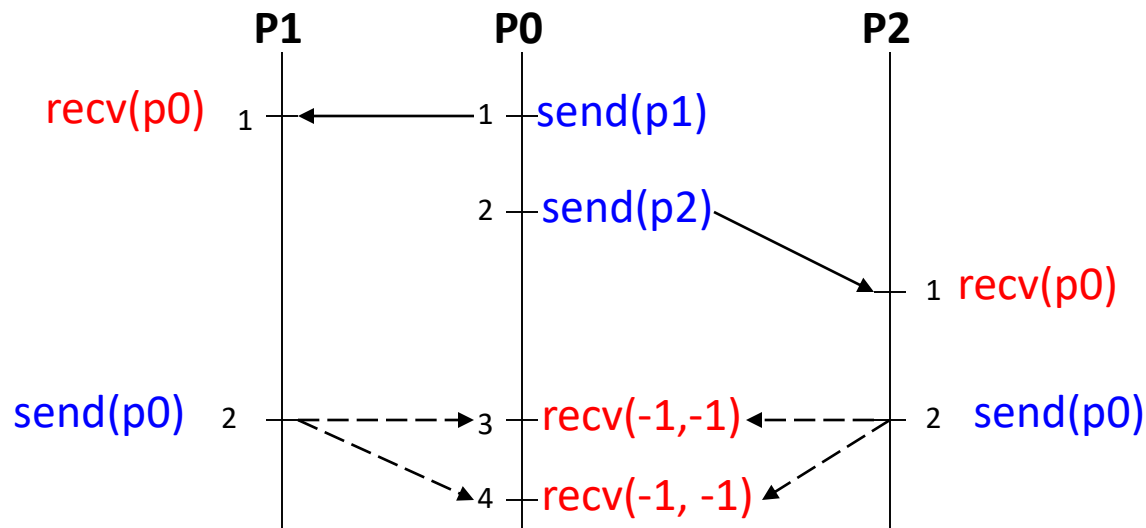 P1 P0 P2
recv(p0) 1 1 send(p1)
2 send(p2)
1 recv(p0)
send(p0) 2 3 recv(-1,-1) 2 send(p0)
4 recv(-1, -1)